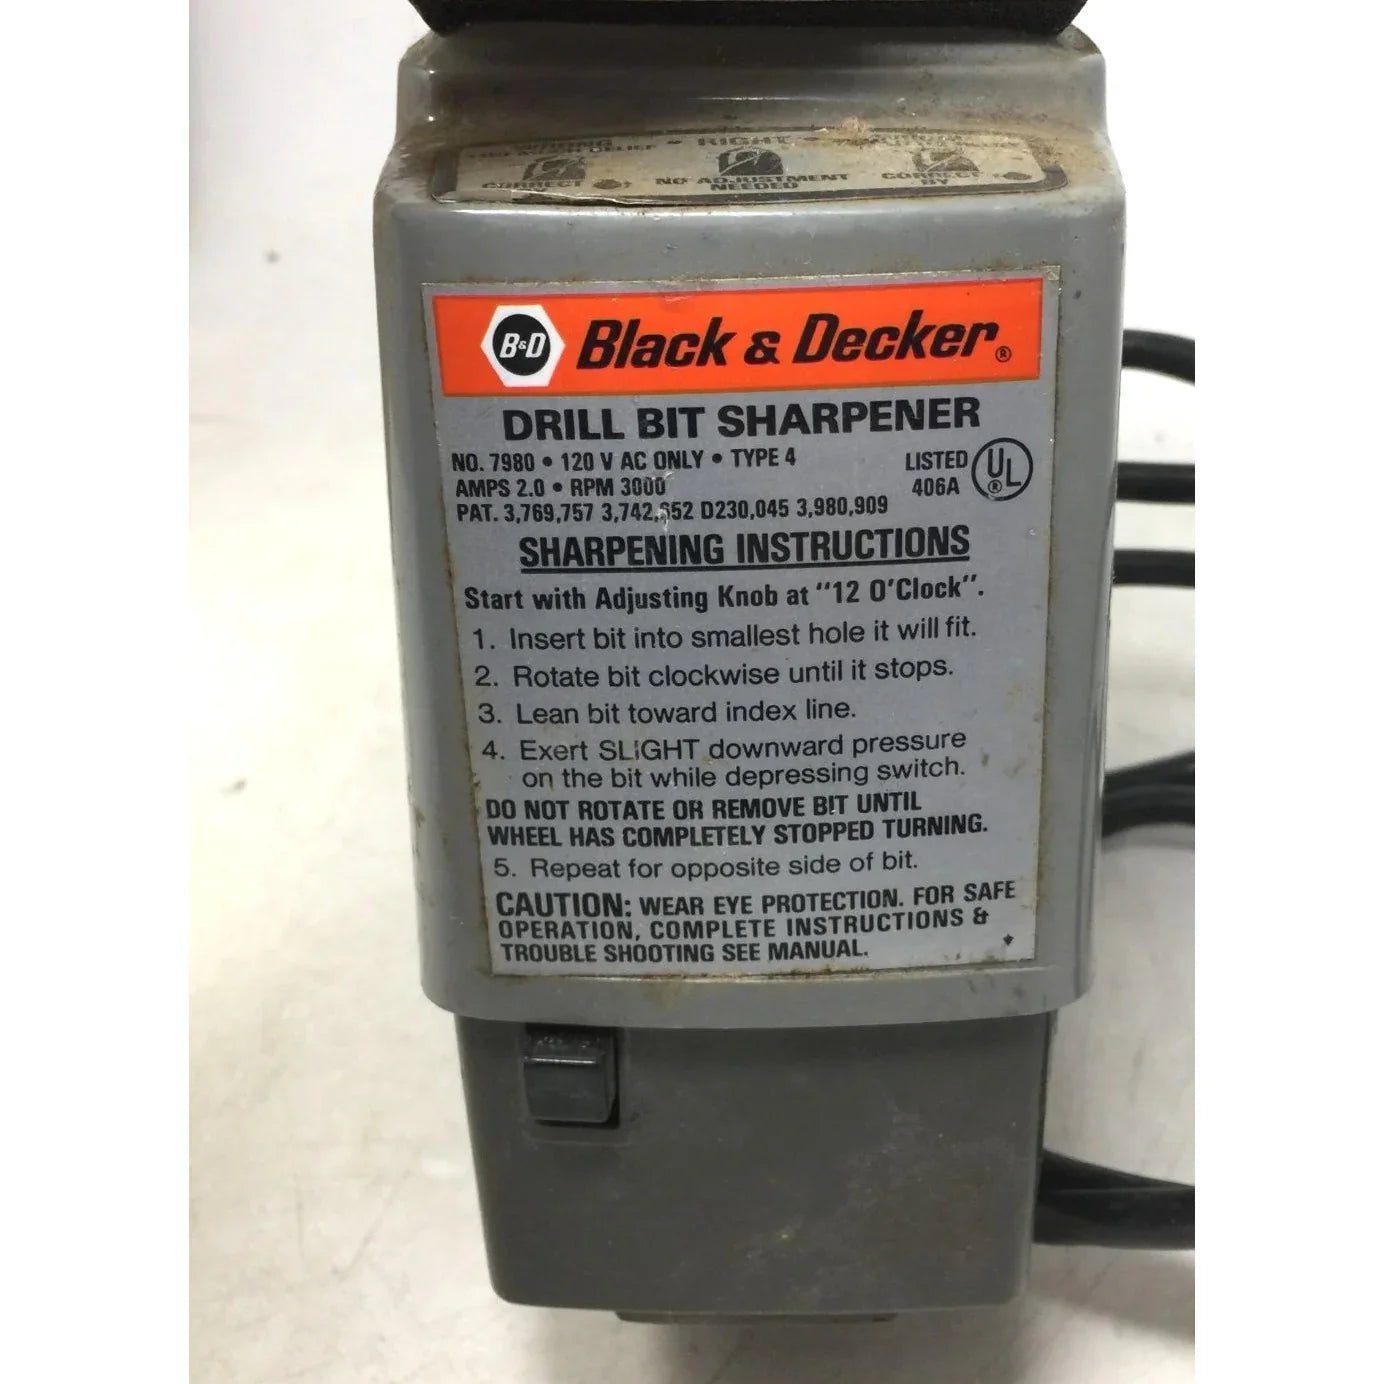 RIGHT
CORRECT NO ADJUSTMENT CORRECT
NEEDED BY
B&D Black & Decker®
DRILL BIT SHARPENER
NO. 7980 • 120 V AC ONLY • TYPE 4
AMPS 2.0 • RPM 3000
LISTED UL®
406A
PAT. 3,769,757 3,742,652 D230,045 3,980,909
SHARPENING INSTRUCTIONS
Start with Adjusting Knob at "12 O'Clock".
1. Insert bit into smallest hole it will fit.
2. Rotate bit clockwise until it stops.
3. Lean bit toward index line.
4. Exert SLIGHT downward pressure
on the bit while depressing switch.
DO NOT ROTATE OR REMOVE BIT UNTIL
WHEEL HAS COMPLETELY STOPPED TURNING.
5. Repeat for opposite side of bit.
CAUTION: WEAR EYE PROTECTION. FOR SAFE
OPERATION, COMPLETE INSTRUCTIONS &
TROUBLE SHOOTING SEE MANUAL.